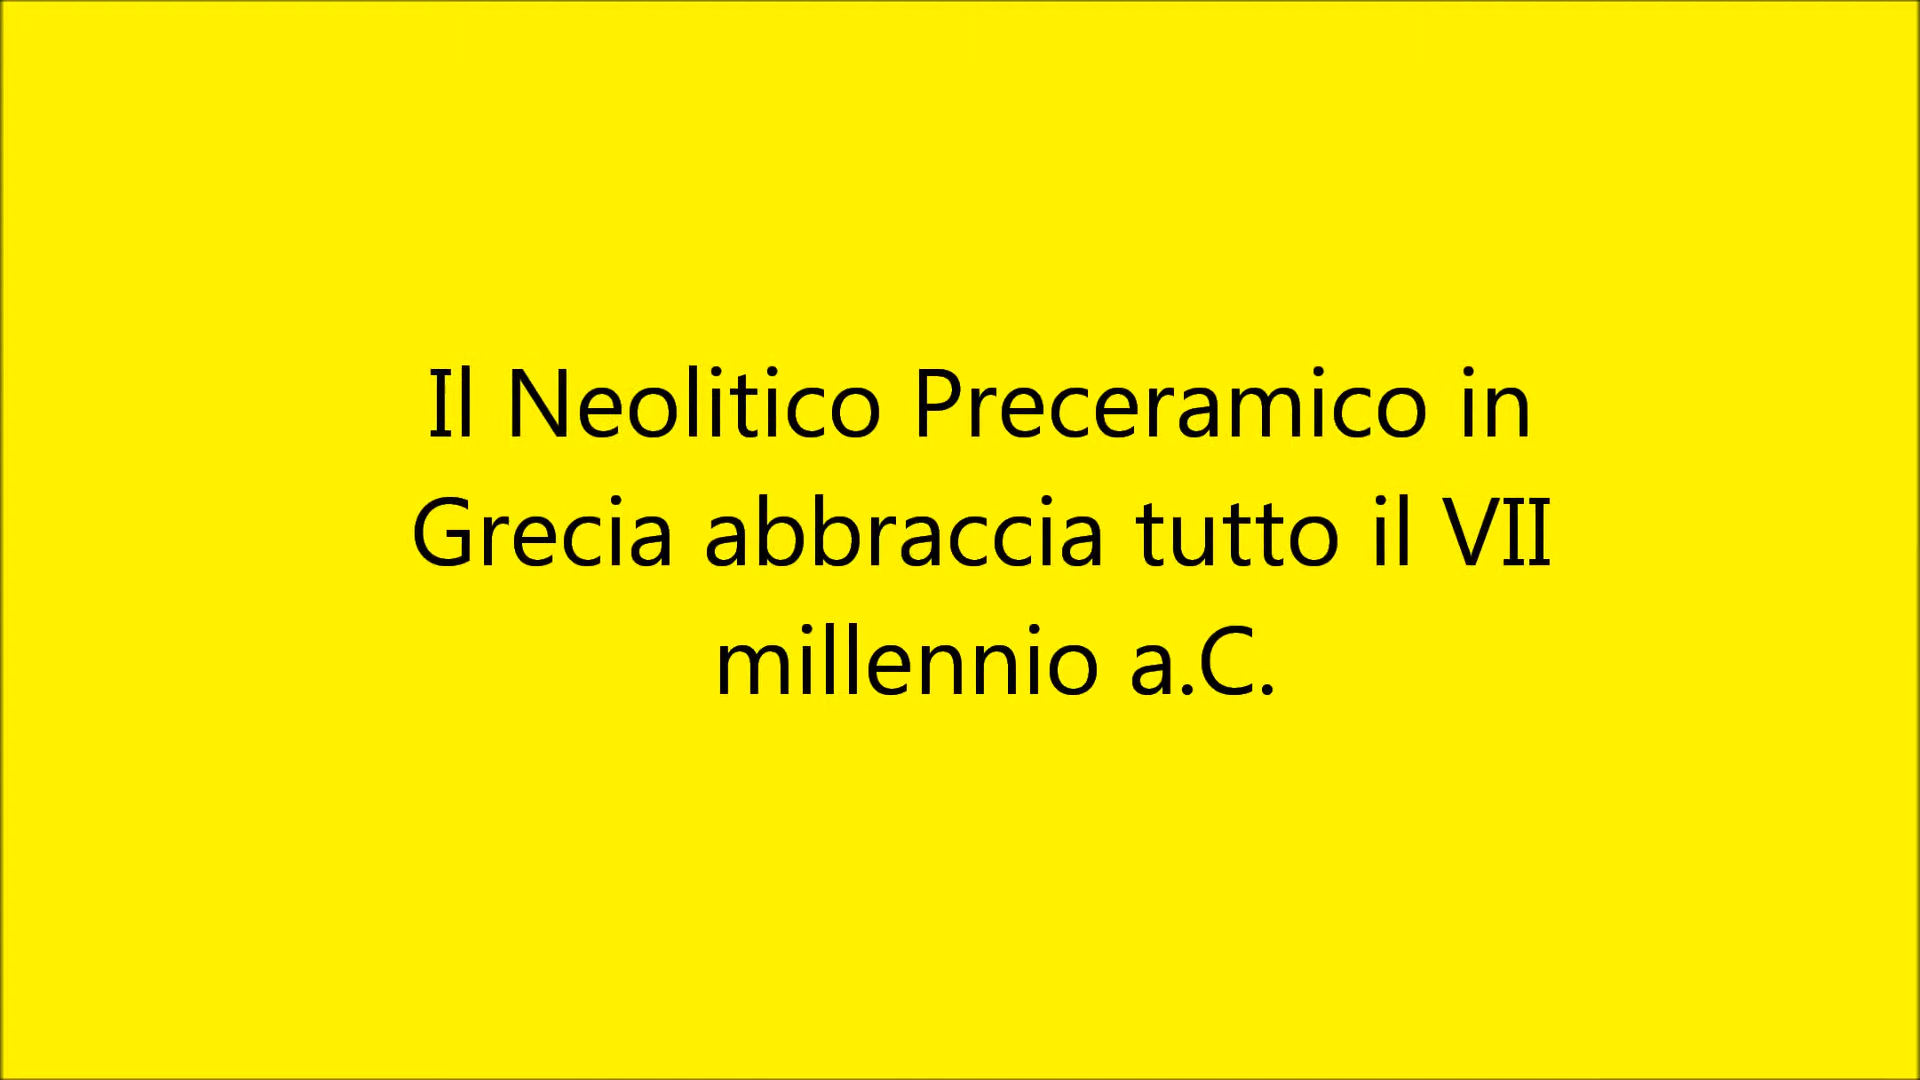 Il Neolitico Preceramico in
Grecia abbraccia tutto il VII
millennio a.C.